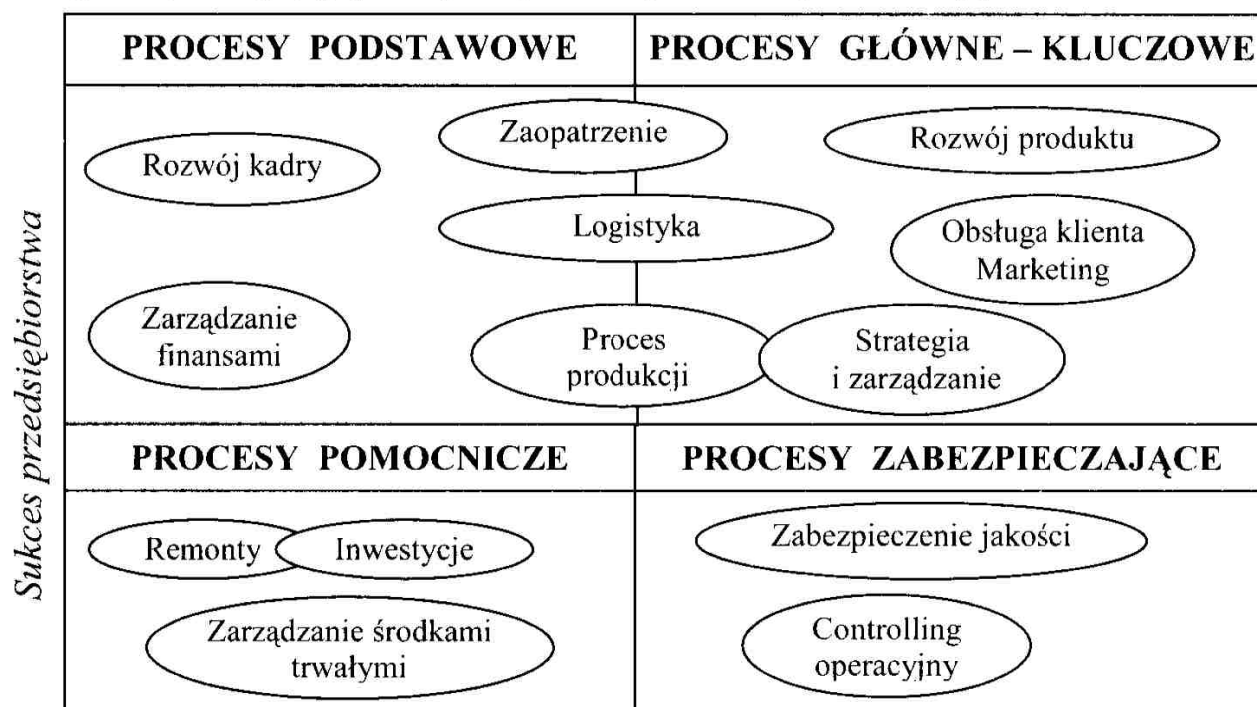 PROCESY PODSTAWOWE
PROCESY GŁÓWNE – KLUCZOWE
Rozwój kadry
Zaopatrzenie
Rozwój produktu
Logistyka
Obsługa klienta
Marketing
Zarządzanie
finansami
Proces
produkcji
Strategia
i zarządzanie
PROCESY POMOCNICZE
PROCESY ZABEZPIECZAJĄCE
Remonty
Inwestycje
Zabezpieczenie jakości
Zarządzanie środkami
trwałymi
Controlling
operacyjny
Sukces przedsiębiorstwa